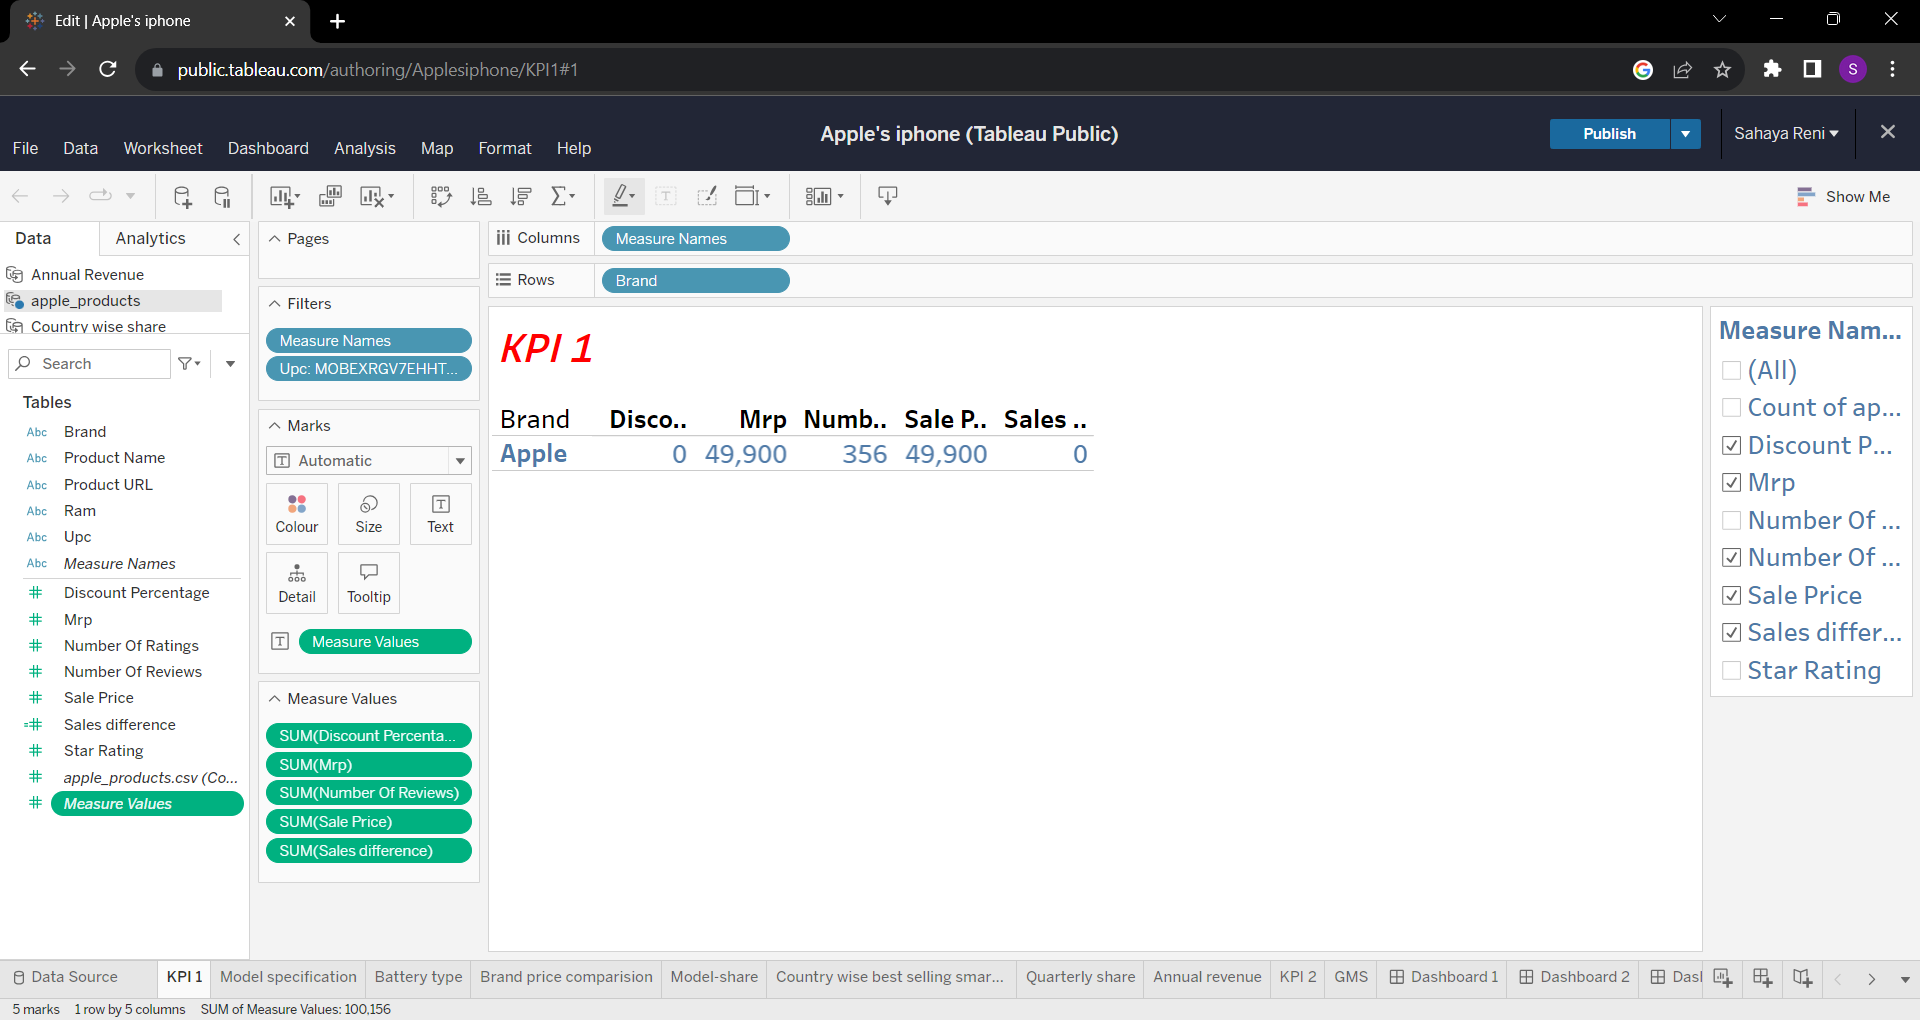 Edit | Apple's iphone
public.tableau.com/authoring/Applesiphone/KPI1#1
S
File Data Worksheet Dashboard Analysis Map Format Help
Apple's iphone (Tableau Public)
Publish
Sahaya Reni
Show Me
Data Analytics
Annual Revenue
apple_products
Country wise share
Search
Tables
Abc Brand
Abc Product Name
Abc Product URL
Abc Ram
Abc Upc
Abc Measure Names
Discount Percentage
Mrp
Number Of Ratings
Number Of Reviews
Sale Price
Sales difference
Star Rating
apple_products.csv (Co...
Measure Values
Pages
Filters
Measure Names
Upc: MOBEXRGV7EHHT...
Marks
Automatic
Colour Size Text
Detail Tooltip
Measure Values
Measure Values
SUM(Discount Percenta...
SUM(Mrp)
SUM(Number Of Reviews)
SUM(Sale Price)
SUM(Sales difference)
Columns Measure Names
Rows Brand
KPI 1
Brand Disco.. Mrp Numb.. Sale P.. Sales ..
Apple 0 49,900 356 49,900 0
Measure Nam...
(All)
Count of ap...
Discount P...
Mrp
Number Of ...
Number Of ...
Sale Price
Sales differ...
Star Rating
Data Source KPI 1 Model specification Battery type Brand price comparision Model-share Country wise best selling smar... Quarterly share Annual revenue KPI 2 GMS Dashboard 1 Dashboard 2 Dasl
5 marks 1 row by 5 columns SUM of Measure Values: 100,156